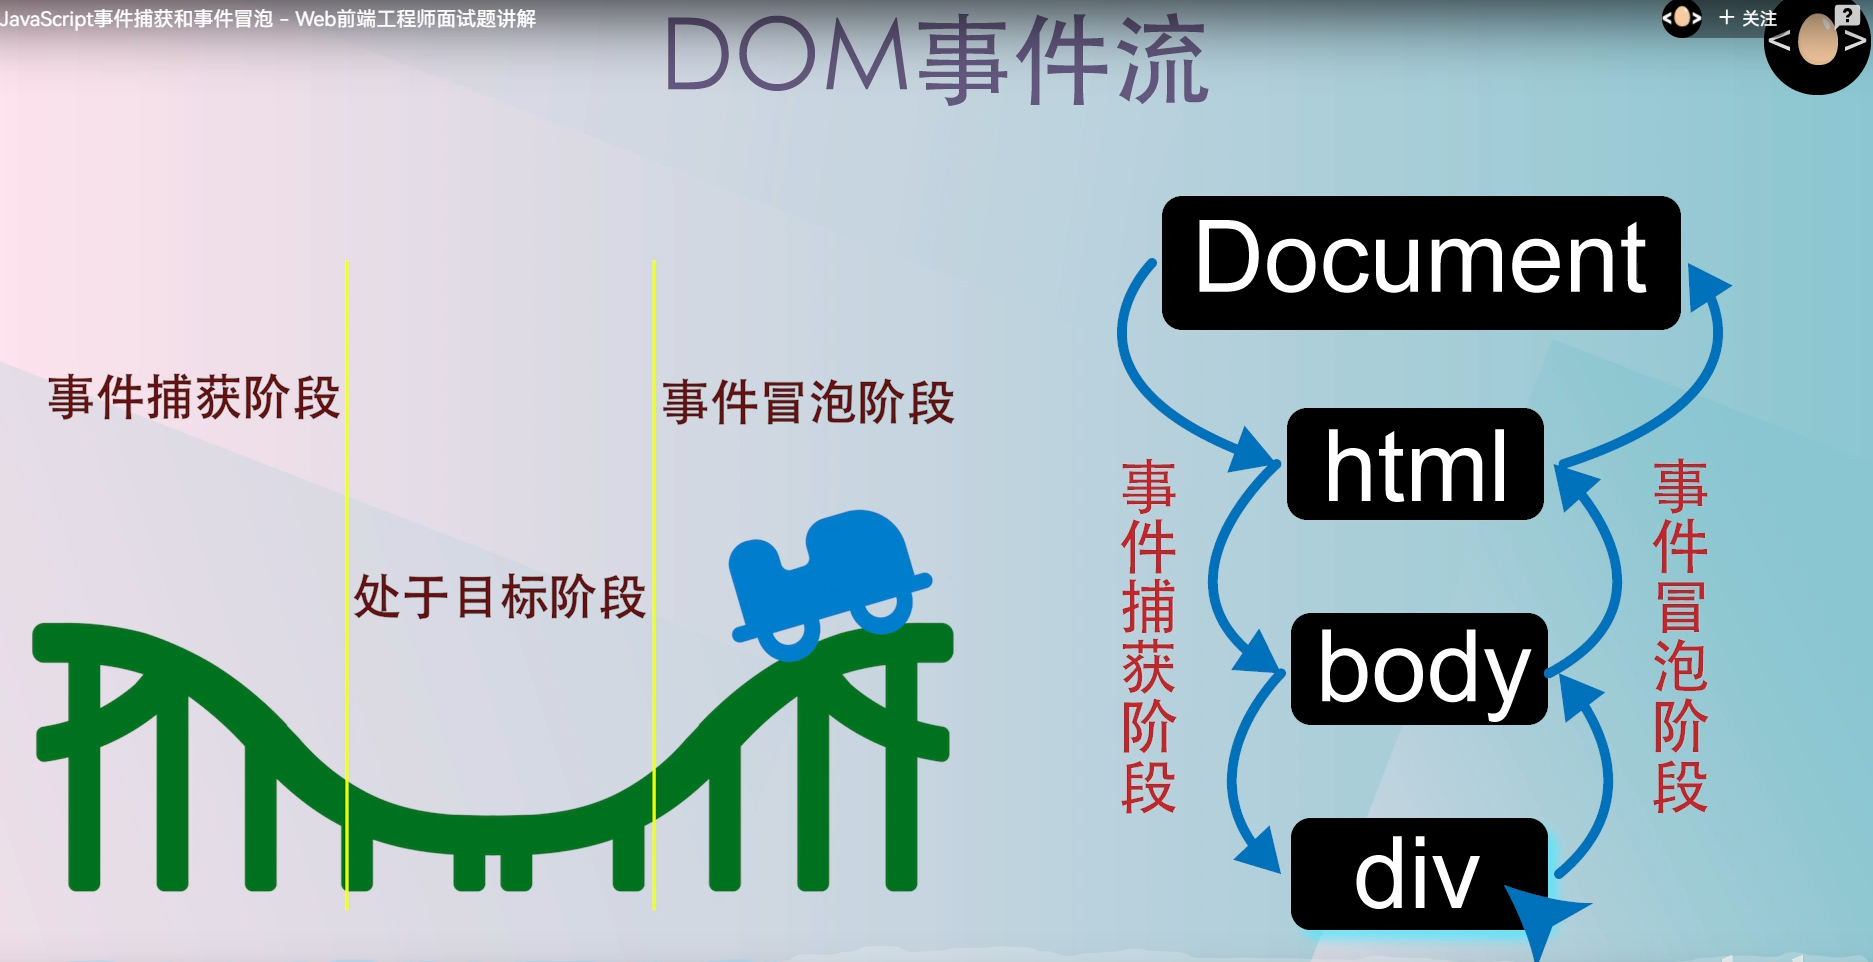 JavaScript事件捕获和事件冒泡 - Web前端工程师面试题讲解
< > + 关注
?
< >
DOM事件流
事件捕获阶段
处于目标阶段
事件冒泡阶段
Document
html
body
div
事件捕获阶段
事件冒泡阶段